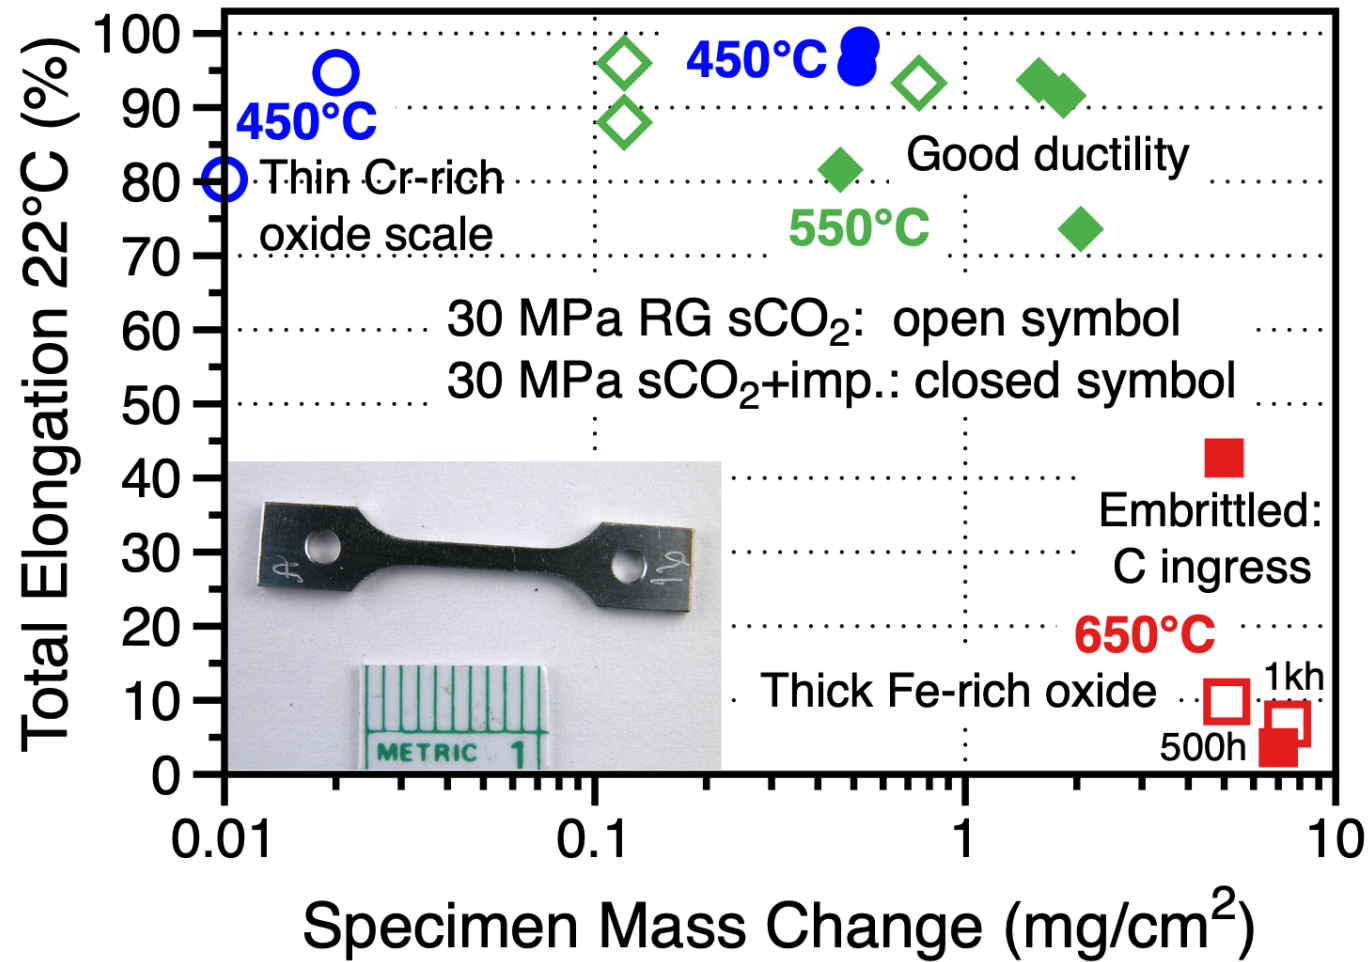 Total Elongation 22°C (%)
100
90
80
70
60
50
40
30
20
10
0
450°C
450°C
Thin Cr-rich
oxide scale
Good ductility
550°C
30 MPa RG sCO₂: open symbol
30 MPa sCO₂+imp.: closed symbol
Embrittled:
C ingress
650°C
Thick Fe-rich oxide
1kh
500h
METRIC 1
0.01
0.1
1
10
Specimen Mass Change (mg/cm²)